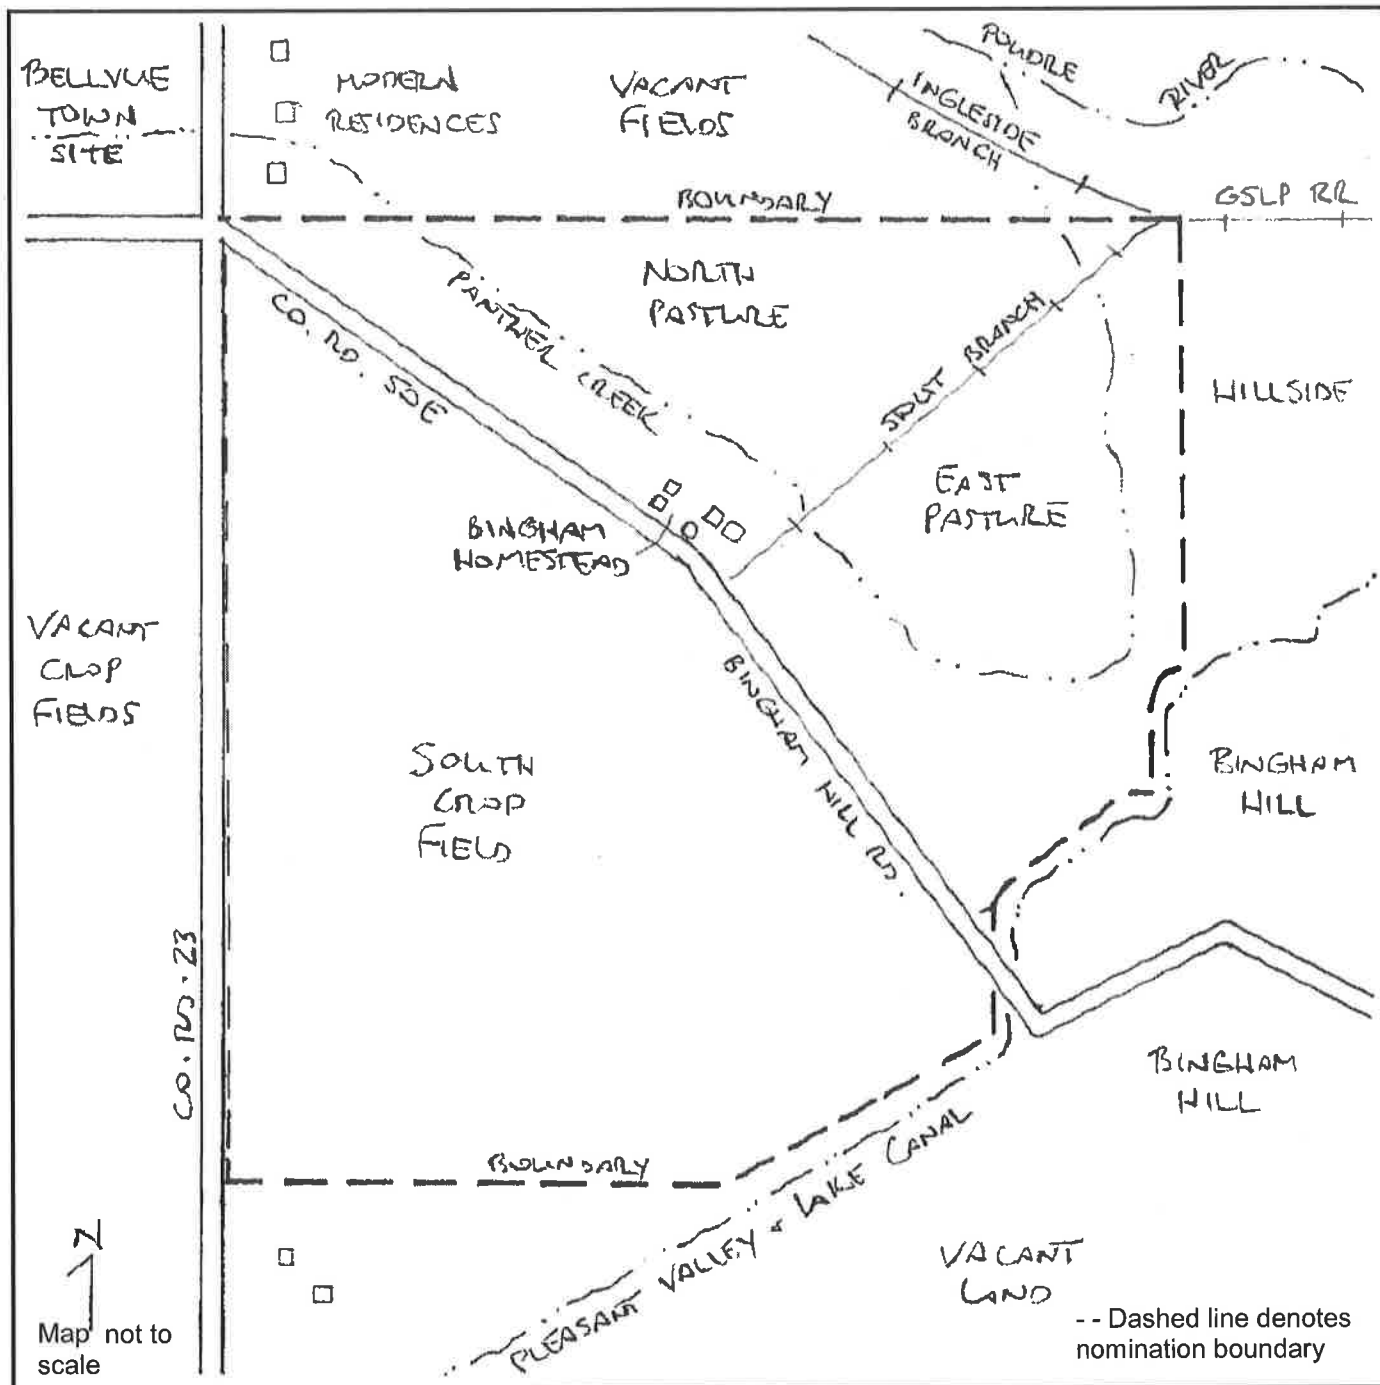 BELLVUE
TOWN
SITE
MODERN
RESIDENCES
VACANT
FIELDS
POUDRE
RIVER
INGLESIDE
BRANCH
BOUNDARY
GSLP RR
NORTH
PASTURE
PANTHER CREEK
CO. RD. 50E
STOUT BRANCH
HILLSIDE
EAST
PASTURE
BINGHAM
HOMESTEAD
VACANT
CROP
FIELDS
BINGHAM HILL RD.
SOUTH
CROP
FIELD
BINGHAM
HILL
CO. RD. 23
BINGHAM
HILL
BOUNDARY
PLEASANT VALLEY & LAKE CANAL
VACANT
LAND
N
Map not to
scale
- - Dashed line denotes
nomination boundary